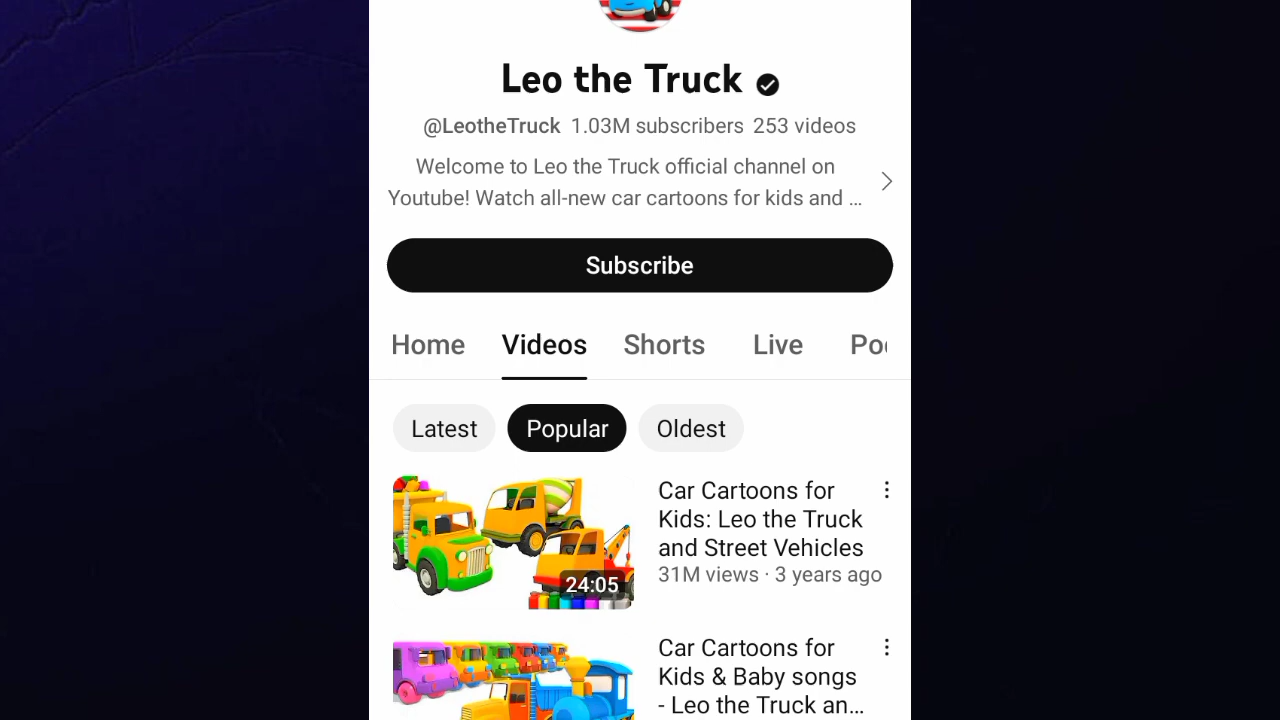 Leo the Truck
@LeotheTruck 1.03M subscribers 253 videos
Welcome to Leo the Truck official channel on
Youtube! Watch all-new car cartoons for kids and ...
Subscribe
Home Videos Shorts Live
Latest Popular Oldest
Car Cartoons for
Kids: Leo the Truck
and Street Vehicles
31M views · 3 years ago
24:05
Car Cartoons for
Kids & Baby songs
- Leo the Truck an...